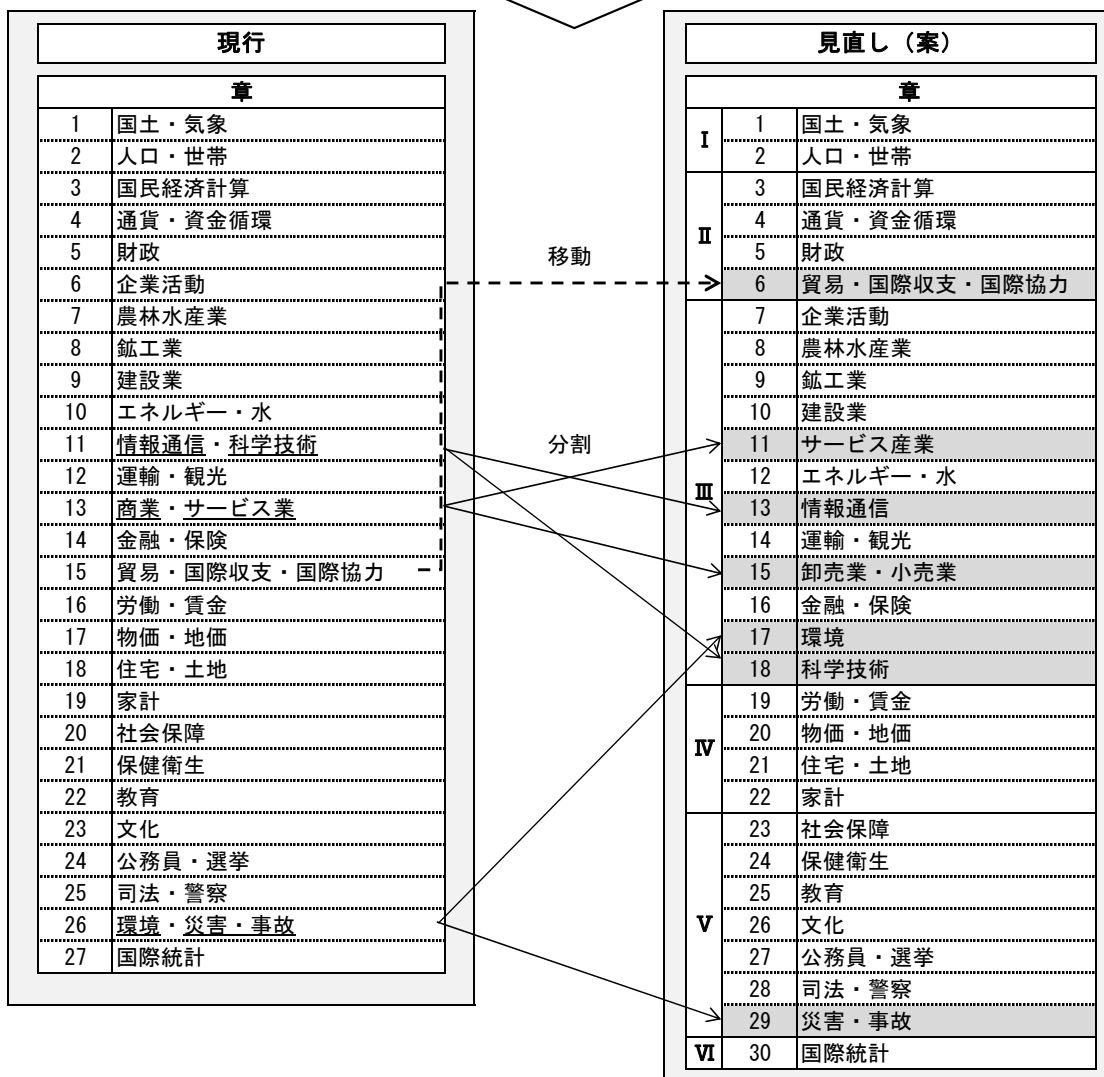 現行
章
1 国土・気象
2 人口・世帯
3 国民経済計算
4 通貨・資金循環
5 財政
6 企業活動
7 農林水産業
8 鉱工業
9 建設業
10 エネルギー・水
11 情報通信・科学技術
12 運輸・観光
13 商業・サービス業
14 金融・保険
15 貿易・国際収支・国際協力
16 労働・賃金
17 物価・地価
18 住宅・土地
19 家計
20 社会保障
21 保健衛生
22 教育
23 文化
24 公務員・選挙
25 司法・警察
26 環境・災害・事故
27 国際統計
移動
分割
見直し（案）
章
Ⅰ
1 国土・気象
2 人口・世帯
Ⅱ
3 国民経済計算
4 通貨・資金循環
5 財政
6 貿易・国際収支・国際協力
Ⅲ
7 企業活動
8 農林水産業
9 鉱工業
10 建設業
11 サービス産業
12 エネルギー・水
13 情報通信
14 運輸・観光
15 卸売業・小売業
16 金融・保険
17 環境
18 科学技術
Ⅳ
19 労働・賃金
20 物価・地価
21 住宅・土地
22 家計
Ⅴ
23 社会保障
24 保健衛生
25 教育
26 文化
27 公務員・選挙
28 司法・警察
29 災害・事故
Ⅵ
30 国際統計